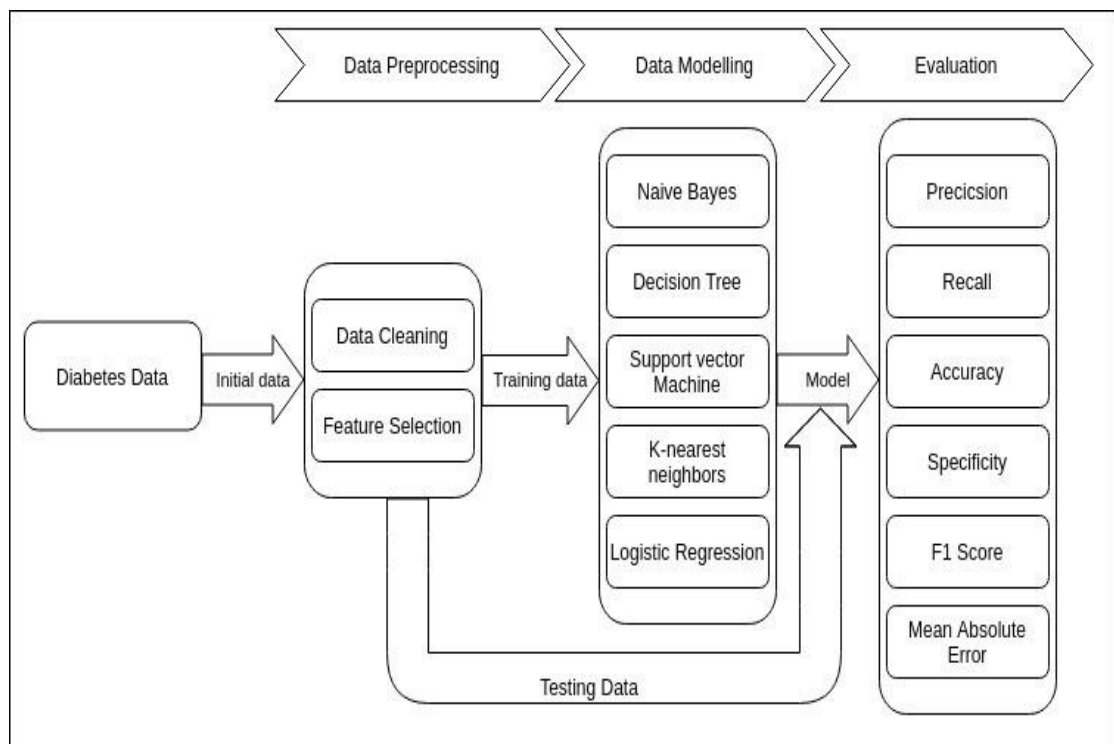 Data Preprocessing
Data Modelling
Evaluation
Diabetes Data
Initial data
Data Cleaning
Feature Selection
Training data
Naive Bayes
Decision Tree
Support vector
Machine
K-nearest
neighbors
Logistic Regression
Model
Testing Data
Precicsion
Recall
Accuracy
Specificity
F1 Score
Mean Absolute
Error